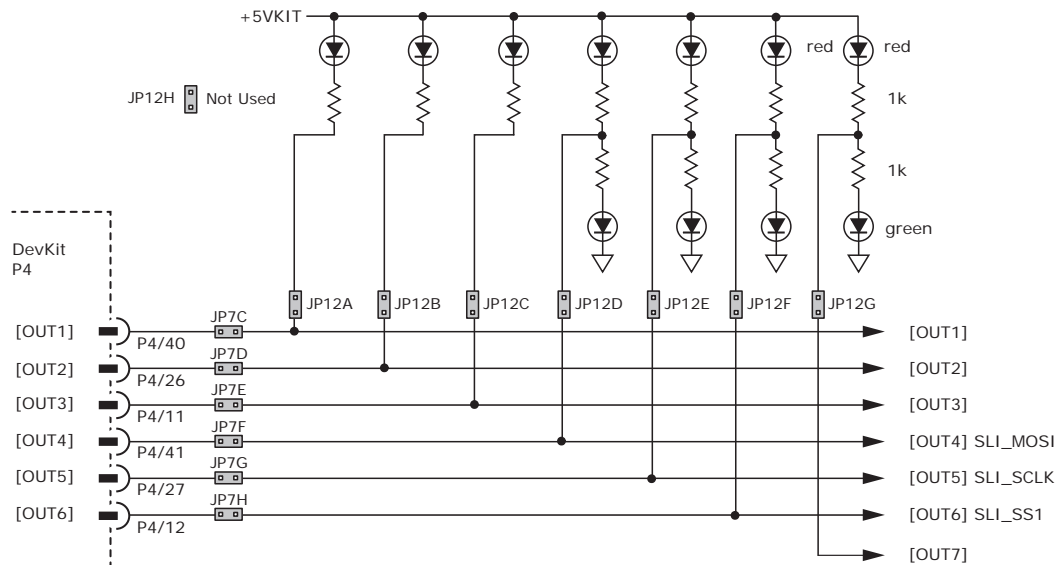 +5VKIT
red
red
JP12H Not Used
1k
1k
green
DevKit
P4
JP12A
JP12B
JP12C
JP12D
JP12E
JP12F
JP12G
[OUT1]
P4/40
JP7C
[OUT1]
[OUT2]
P4/26
JP7D
[OUT2]
[OUT3]
P4/11
JP7E
[OUT3]
[OUT4]
P4/41
JP7F
[OUT4] SLI_MOSI
[OUT5]
P4/27
JP7G
[OUT5] SLI_SCLK
[OUT6]
P4/12
JP7H
[OUT6] SLI_SS1
[OUT7]